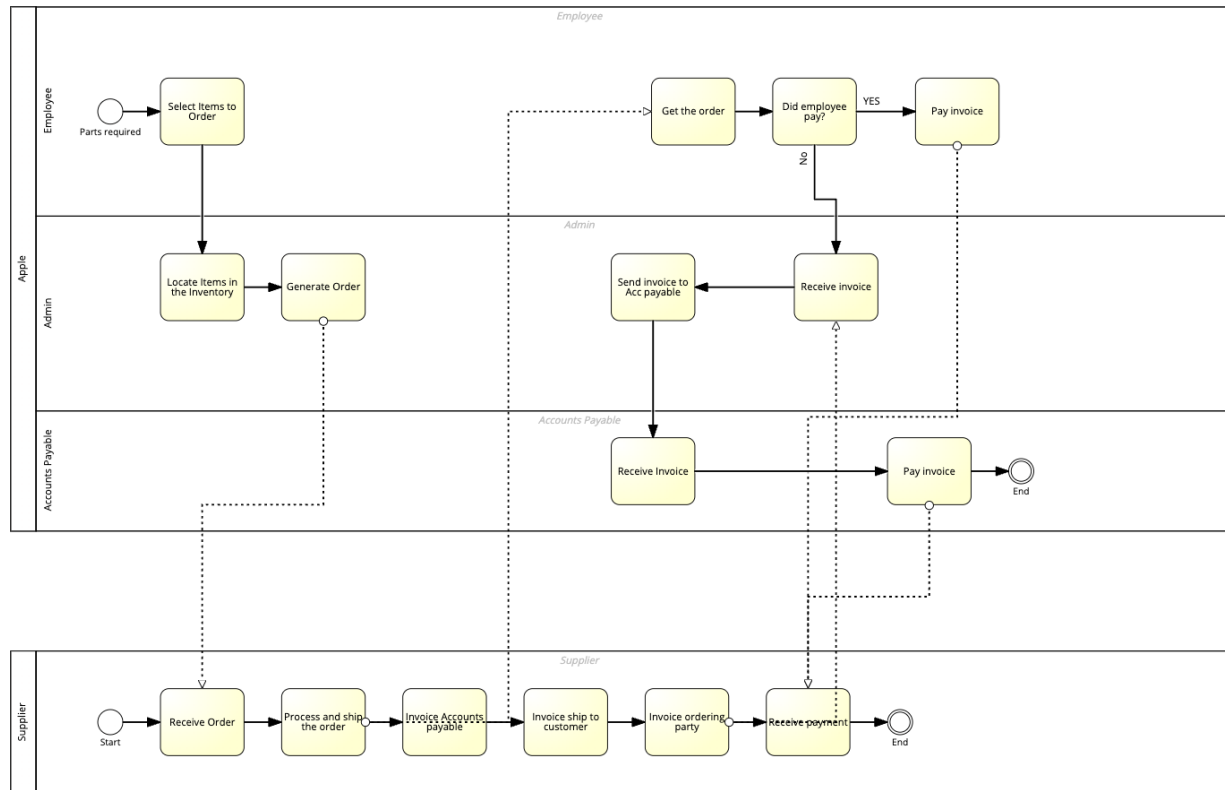 Employee
Apple
Employee
Parts required
Select Items to
Order
Get the order
Did employee
pay?
YES
No
Pay invoice
Admin
Admin
Locate Items in
the Inventory
Generate Order
Send invoice to
Acc payable
Receive invoice
Accounts Payable
Accounts Payable
Receive Invoice
Pay invoice
End
Supplier
Supplier
Start
Receive Order
Process and ship
the order
Invoice Accounts
payable
Invoice ship to
customer
Invoice ordering
party
Receive payment
End